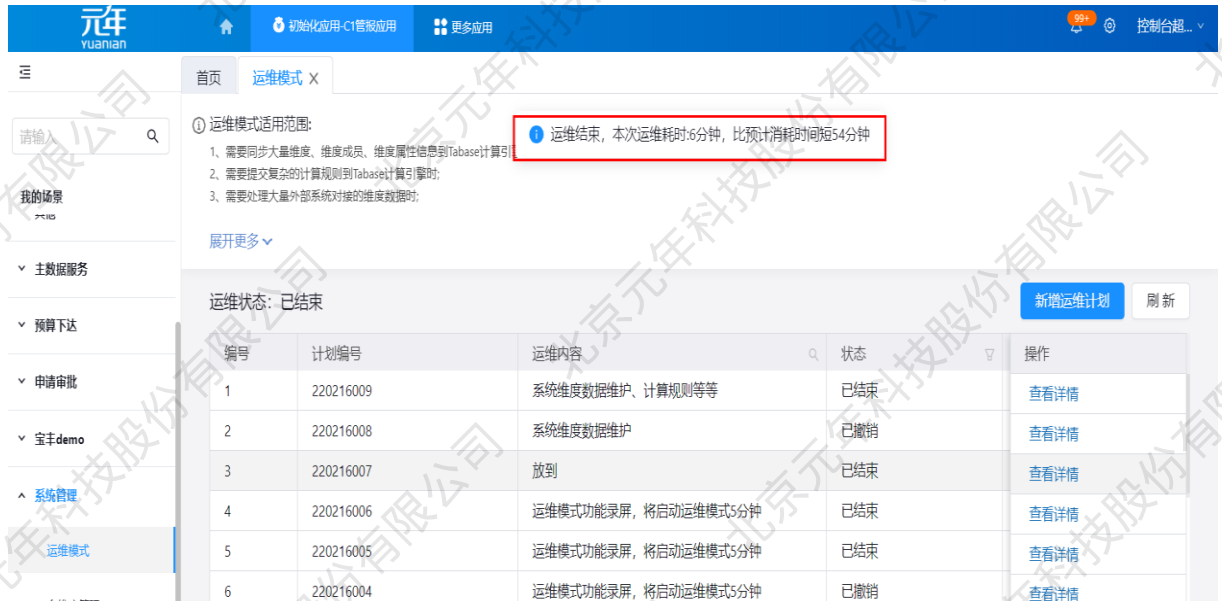 元年
yuanian
初始化应用-C1管报应用
更多应用
99+
控制台超...
首页
运维模式 X
请输入
我的场景
其他
主数据服务
预算下达
申请审批
宝丰demo
系统管理
运维模式
运维模式适用范围:
1、需要同步大量维度、维度成员、维度属性信息到Tabase计算引
2、需要提交复杂的计算规则到Tabase计算引擎时;
3、需要处理大量外部系统对接的维度数据时;
运维结束，本次运维耗时:6分钟，比预计消耗时间短54分钟
展开更多
运维状态：已结束
新增运维计划
刷 新
编号 计划编号 运维内容 状态 操作
1 220216009 系统维度数据维护、计算规则等等 已结束 查看详情
2 220216008 系统维度数据维护 已撤销 查看详情
3 220216007 放到 已结束 查看详情
4 220216006 运维模式功能录屏，将启动运维模式5分钟 已结束 查看详情
5 220216005 运维模式功能录屏，将启动运维模式5分钟 已结束 查看详情
6 220216004 运维模式功能录屏，将启动运维模式5分钟 已撤销 查看详情
北京元年科技股份有限公司